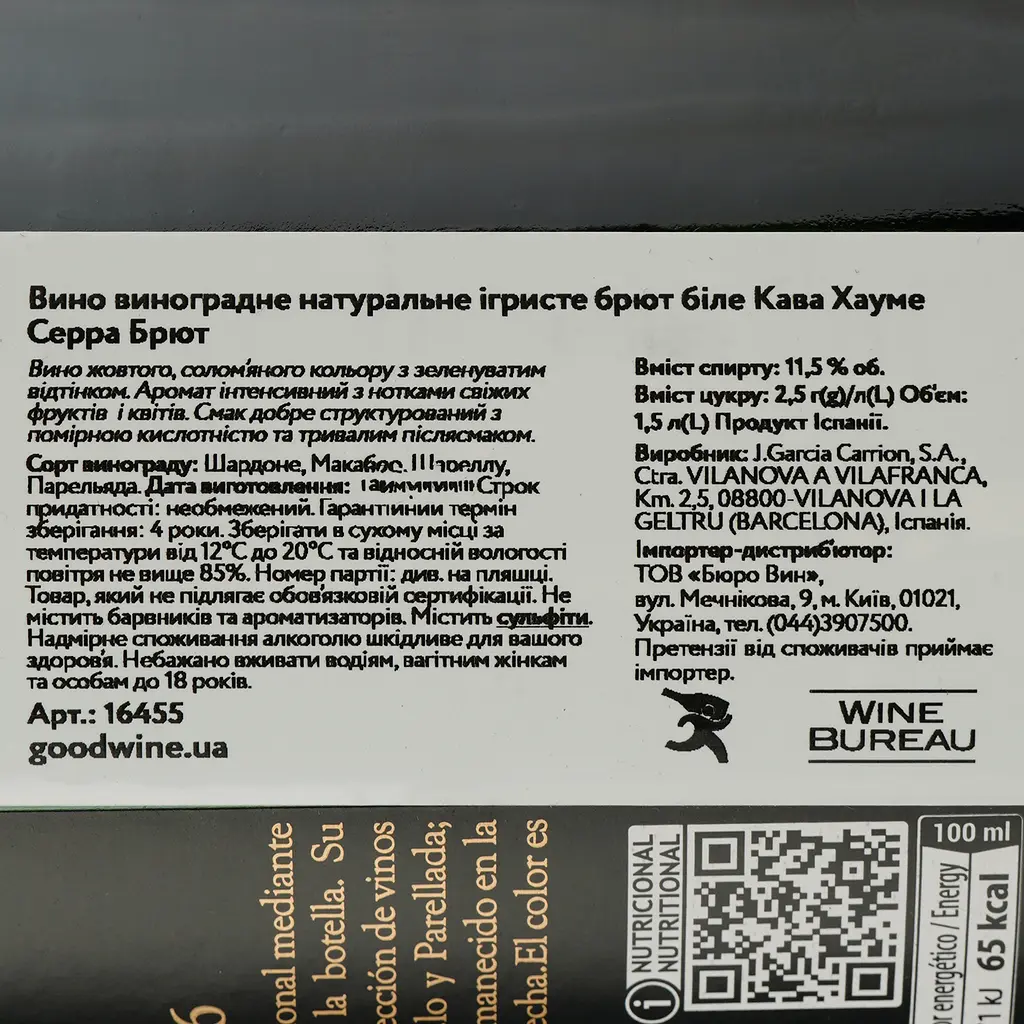 Вино виноградне натуральне ігристе брют біле Кава Хауме
Серра Брют
Вино жовтого, солом'яного кольору з зеленуватим
відтінком. Аромат інтенсивний з нотками свіжих
фруктів і квітів. Смак добре структурований з
помірною кислотністю та тривалим післясмаком.
Сорт винограду: Шардоне, Макабео,
Парельяда. Дата виготовлення: Строк
придатності: необмежений. Гарантійний термін
зберігання: 4 роки. Зберігати в сухому місці за
температури від 12°С до 20°С та відносній вологості
повітря не вище 85%. Номер партії: див. на пляшці.
Товар, який не підлягає обов'язковій сертифікації. Не
містить барвників та ароматизаторів. Містить сульфіти.
Надмірне споживання алкоголю шкідливе для вашого
здоров'я. Небажано вживати водіям, вагітним жінкам
та особам до 18 років.
Арт.: 16455
goodwine.ua
Вміст спирту: 11,5 % об.
Вміст цукру: 2,5 г(g)/л(L) Об'єм:
1,5 л(L) Продукт Іспанії.
Виробник: J.Garcia Carrion, S.A.,
Ctra. VILANOVA A VILAFRANCA,
Km. 2,5, 08800-VILANOVA I LA
GELTRU (BARCELONA), Іспанія.
Імпортер-дистриб'ютор:
ТОВ «Бюро Вин»,
вул. Мечнікова, 9, м. Київ, 01021,
Україна, тел. (044)3907500.
Претензії від споживачів приймає
імпортер.
WINE
BUREAU
onal mediante
la botella. Su
ección de vinos
lo y Parellada;
manecido en la
echa. El color es
NUTRICIONAL
NUTRITIONAL
100 ml
r energético / Energy
1 kJ 65 kcal